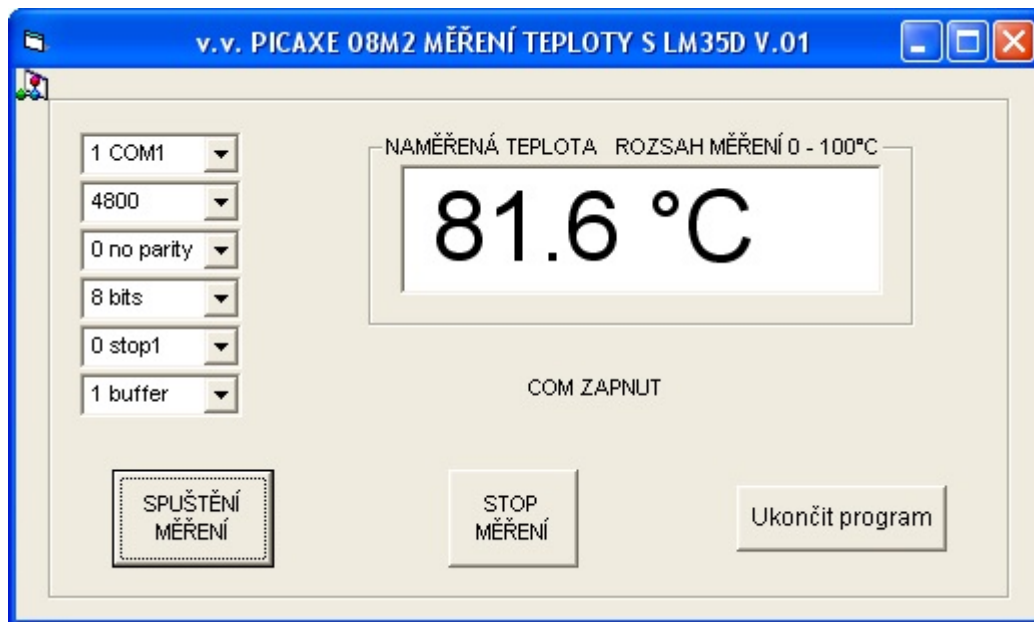 v.v. PICAXE 08M2 MĚŘENÍ TEPLOTY S LM35D V.01
1 COM1
4800
0 no parity
8 bits
0 stop1
1 buffer
NAMĚŘENÁ TEPLOTA ROZSAH MĚŘENÍ 0 - 100°C
81.6 °C
COM ZAPNUT
SPUŠTĚNÍ
MĚŘENÍ
STOP
MĚŘENÍ
Ukončit program